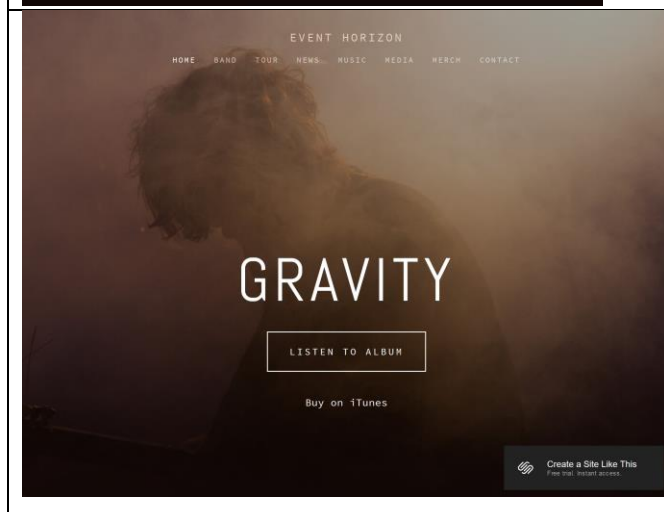 EVENT HORIZON
HOME BAND TOUR NEWS MUSIC MEDIA MERCH CONTACT
GRAVITY
LISTEN TO ALBUM
Buy on iTunes
Create a Site Like This
Free trial. Instant access.